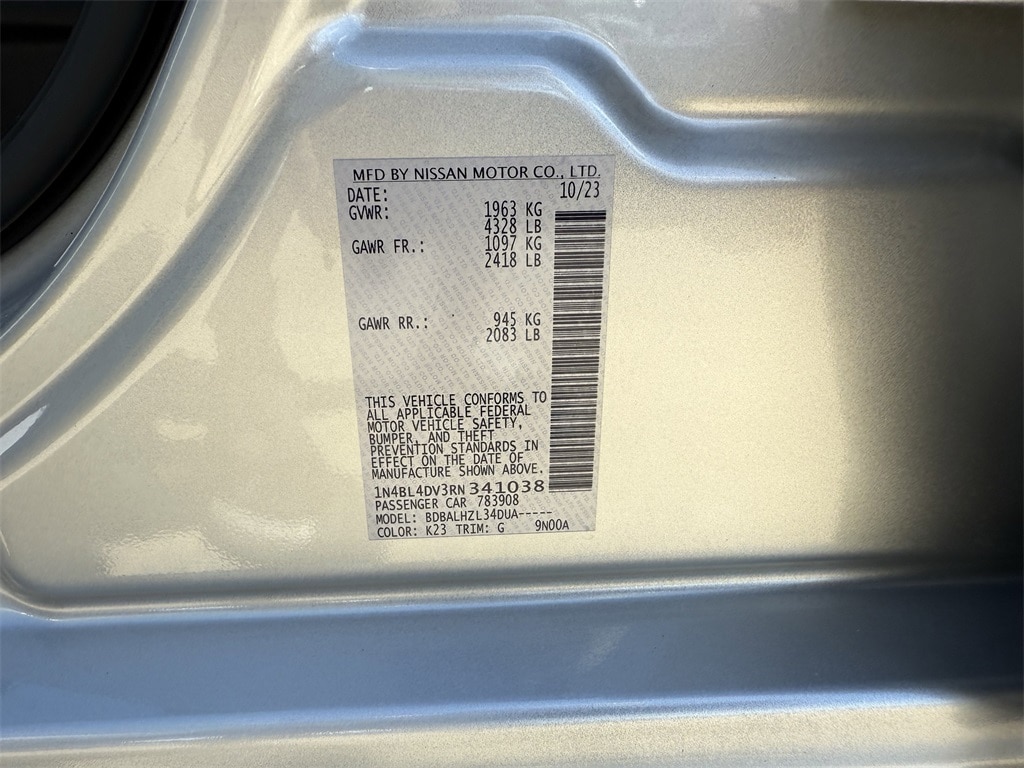 MFD BY NISSAN MOTOR CO., LTD.
DATE: 10/23
GVWR: 1963 KG
4328 LB
GAWR FR.: 1097 KG
2418 LB
GAWR RR.: 945 KG
2083 LB
THIS VEHICLE CONFORMS TO
ALL APPLICABLE FEDERAL
MOTOR VEHICLE SAFETY,
BUMPER, AND THEFT
PREVENTION STANDARDS IN
EFFECT ON THE DATE OF
MANUFACTURE SHOWN ABOVE.
1N4BL4DV3RN341038
PASSENGER CAR 783908
MODEL: BDBALHZL34DUA-----
COLOR: K23 TRIM: G 9N00A